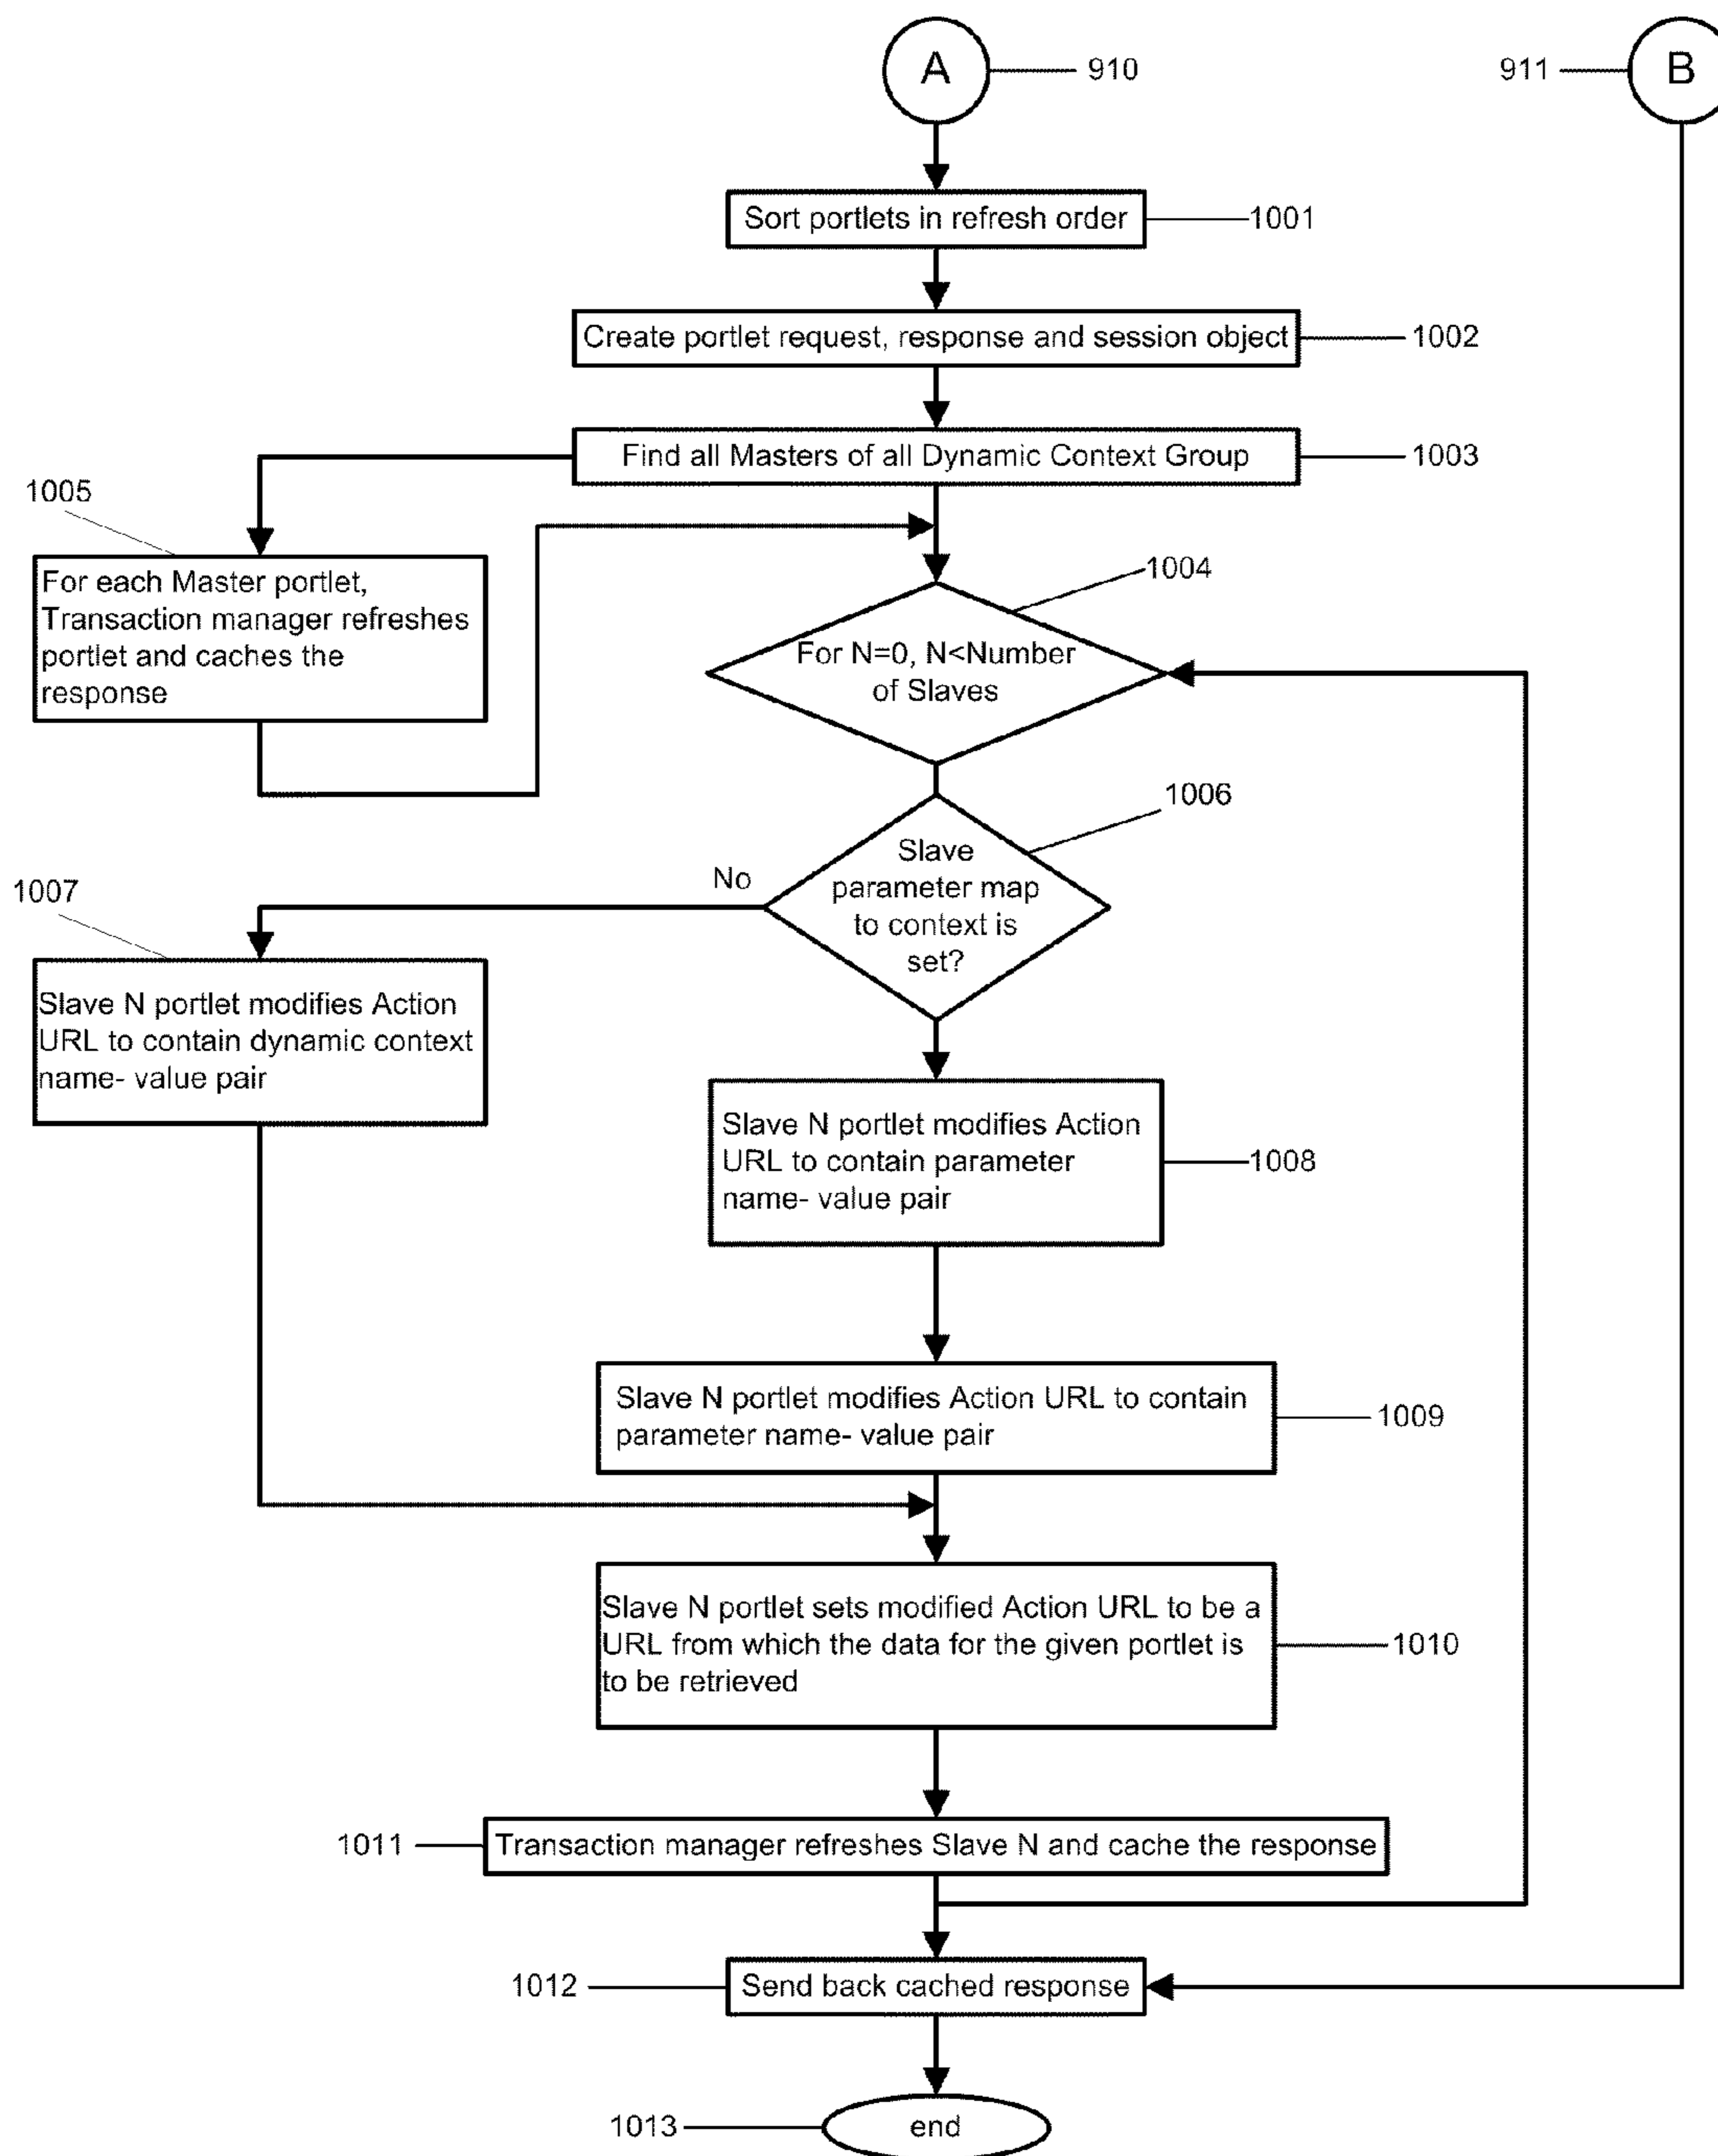 A
910
911
B
Sort portlets in refresh order
1001
Create portlet request, response and session object
1002
Find all Masters of all Dynamic Context Group
1003
1005
For each Master portlet,
Transaction manager refreshes
portlet and caches the
response
1004
For N=0, N<Number
of Slaves
1006
Slave
parameter map
to context is
set?
No
1007
Slave N portlet modifies Action
URL to contain dynamic context
name- value pair
Slave N portlet modifies Action
URL to contain parameter
name- value pair
1008
Slave N portlet modifies Action URL to contain
parameter name- value pair
1009
Slave N portlet sets modified Action URL to be a
URL from which the data for the given portlet is
to be retrieved
1010
1011
Transaction manager refreshes Slave N and cache the response
1012
Send back cached response
1013
end